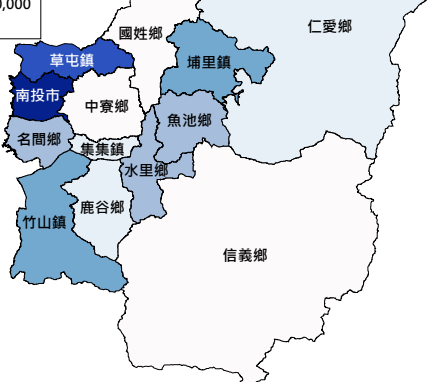 0,000
仁愛鄉
國姓鄉
草屯鎮
埔里鎮
南投市
中寮鄉
魚池鄉
名間鄉
集集鎮
水里鄉
鹿谷鄉
竹山鎮
信義鄉